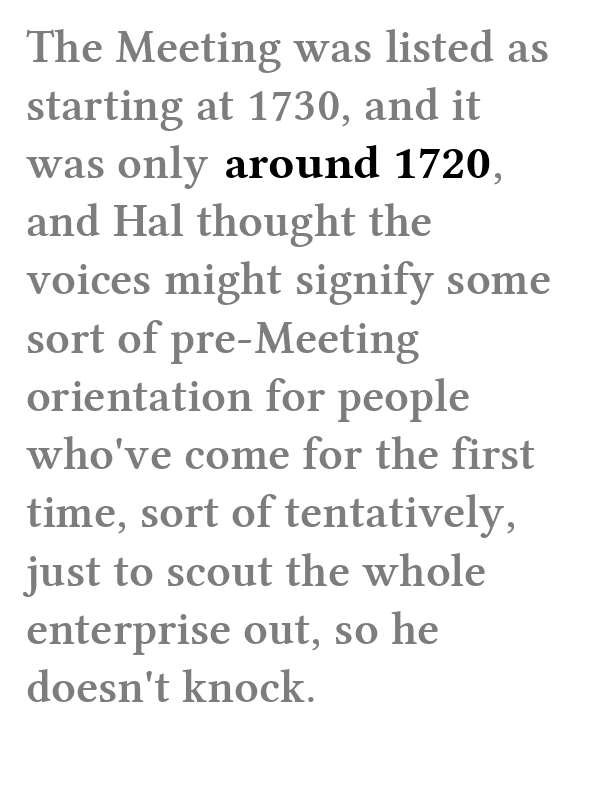 The Meeting was listed as
starting at 1730, and it
was only around 1720,
and Hal thought the
voices might signify some
sort of pre-Meeting
orientation for people
who've come for the first
time, sort of tentatively,
just to scout the whole
enterprise out, so he
doesn't knock.